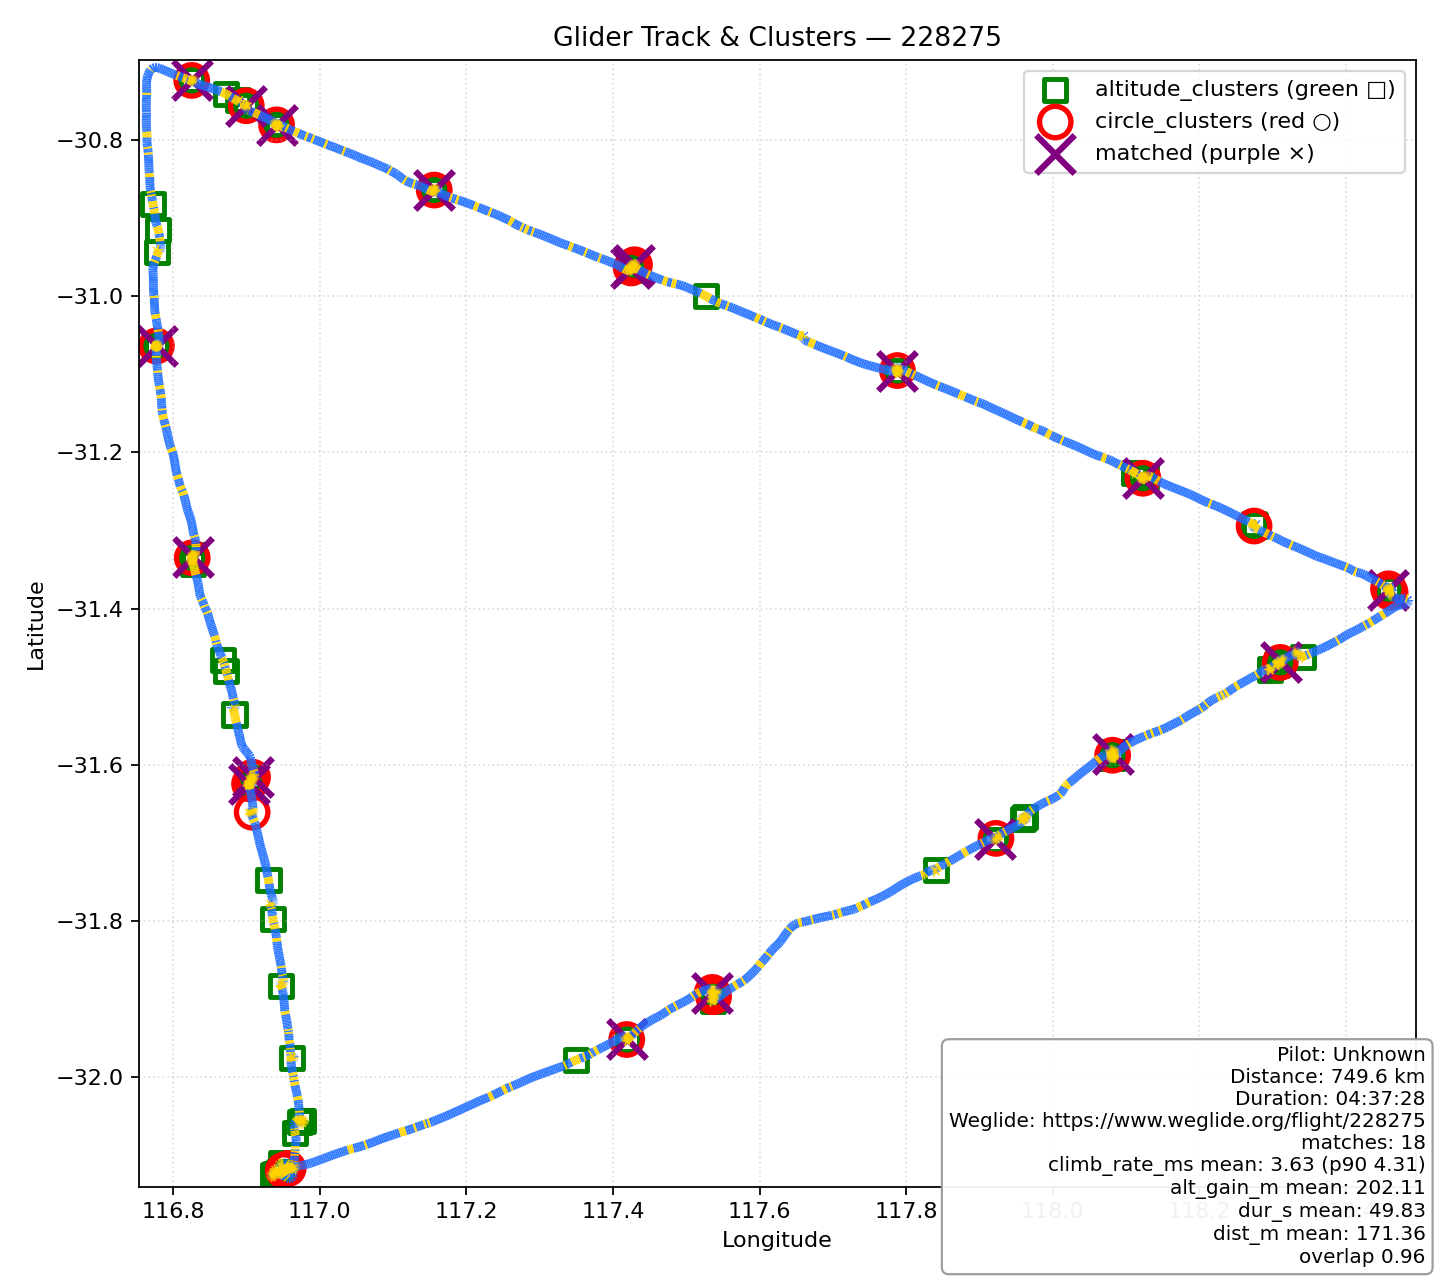 Glider Track & Clusters — 228275
altitude_clusters (green □)
circle_clusters (red ○)
matched (purple ×)
−30.8
−31.0
−31.2
−31.4
−31.6
−31.8
−32.0
Latitude
116.8 117.0 117.2 117.4 117.6 117.8 118.0 118.2
Longitude
Pilot: Unknown
Distance: 749.6 km
Duration: 04:37:28
Weglide: https://www.weglide.org/flight/228275
matches: 18
climb_rate_ms mean: 3.63 (p90 4.31)
alt_gain_m mean: 202.11
dur_s mean: 49.83
dist_m mean: 171.36
overlap 0.96